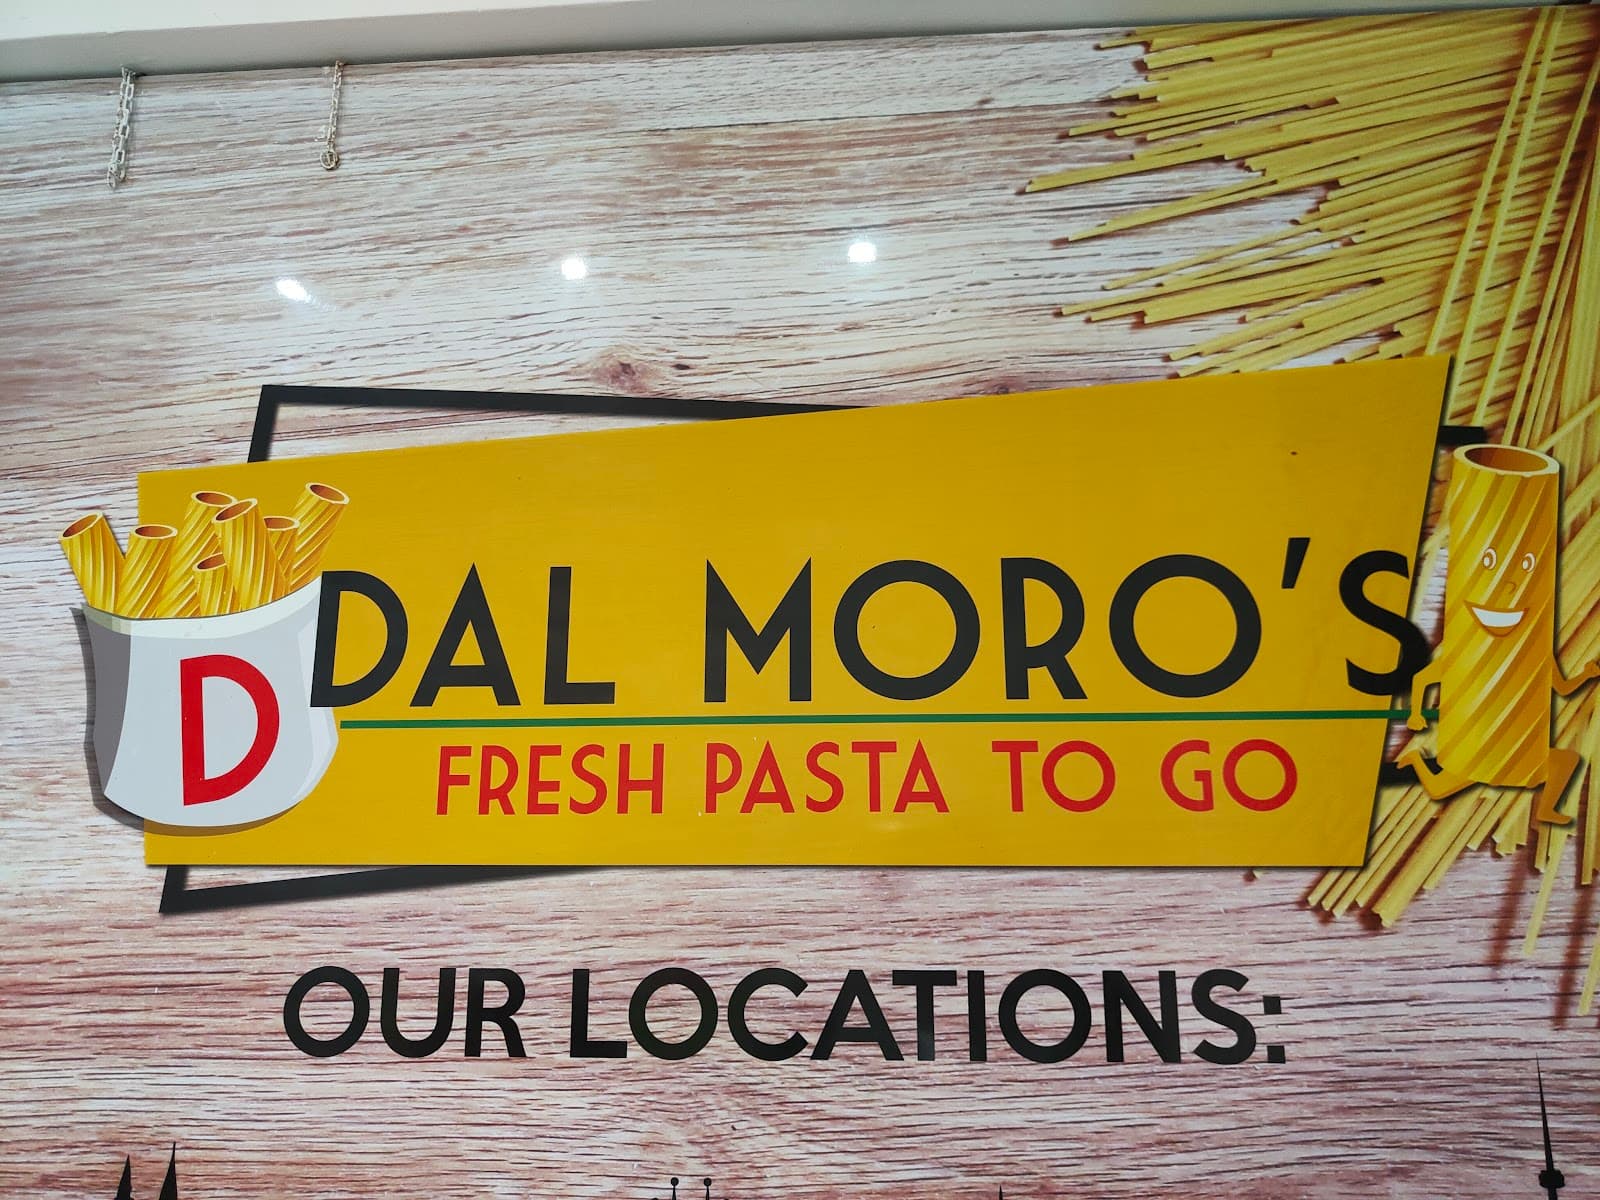 D
DAL MORO'S
FRESH PASTA TO GO
OUR LOCATIONS: